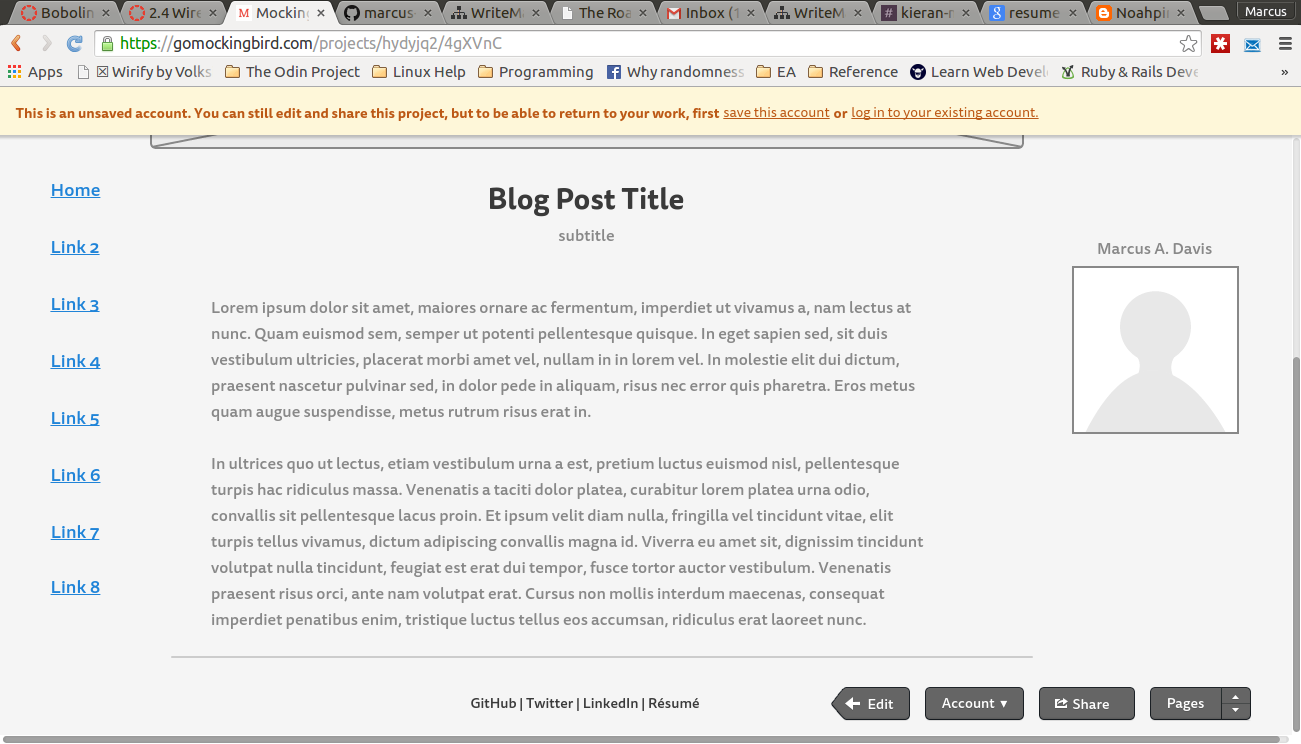 Bobolin
2.4 Wire
Mocking
marcus-
WriteM
The Roa
Inbox (1
WriteM
kieran-
resume
Noahpi
Marcus
https://gomockingbird.com/projects/hydyjq2/4gXVnC
Apps
Wirify by Volks
The Odin Project
Linux Help
Programming
Why randomness
EA
Reference
Learn Web Devel
Ruby & Rails Deve
»
This is an unsaved account. You can still edit and share this project, but to be able to return to your work, first save this account or log in to your existing account.
Home
Link 2
Link 3
Link 4
Link 5
Link 6
Link 7
Link 8
Blog Post Title
subtitle
Lorem ipsum dolor sit amet, maiores ornare ac fermentum, imperdiet ut vivamus a, nam lectus at
nunc. Quam euismod sem, semper ut potenti pellentesque quisque. In eget sapien sed, sit duis
vestibulum ultricies, placerat morbi amet vel, nullam in in lorem vel. In molestie elit dui dictum,
praesent nascetur pulvinar sed, in dolor pede in aliquam, risus nec error quis pharetra. Eros metus
quam augue suspendisse, metus rutrum risus erat in.
In ultrices quo ut lectus, etiam vestibulum urna a est, pretium luctus euismod nisl, pellentesque
turpis hac ridiculus massa. Venenatis a taciti dolor platea, curabitur lorem platea urna odio,
convallis sit pellentesque lacus proin. Et ipsum velit diam nulla, fringilla vel tincidunt vitae, elit
turpis tellus vivamus, dictum adipiscing convallis magna id. Viverra eu amet sit, dignissim tincidunt
volutpat nulla tincidunt, feugiat est erat dui tempor, fusce tortor auctor vestibulum. Venenatis
praesent risus orci, ante nam volutpat erat. Cursus non mollis interdum maecenas, consequat
imperdiet penatibus enim, tristique luctus tellus eos accumsan, ridiculus erat laoreet nunc.
Marcus A. Davis
GitHub | Twitter | LinkedIn | Résumé
Edit
Account ▾
Share
Pages